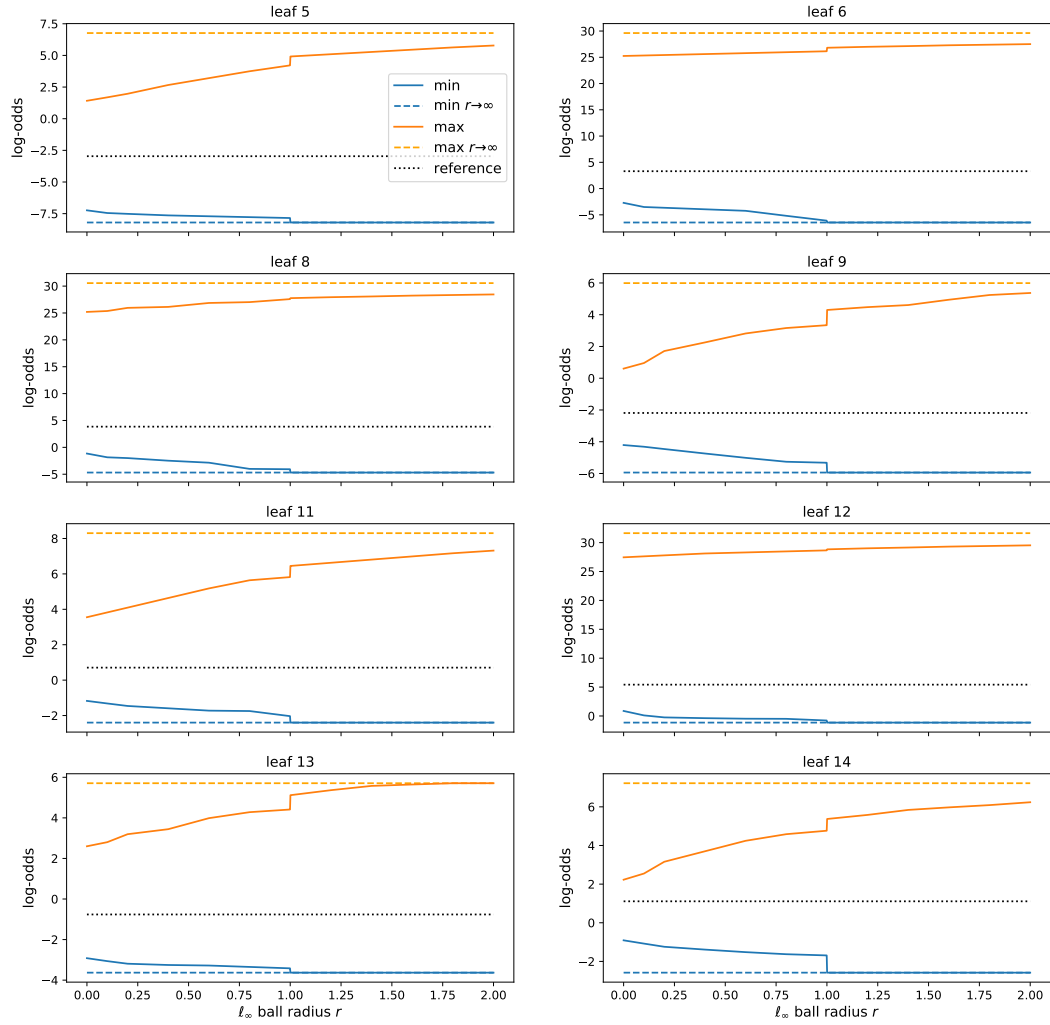 leaf 5
log-odds
7.5
5.0
2.5
0.0
−2.5
−5.0
−7.5
min
min r→∞
max
max r→∞
reference
leaf 6
log-odds
30
25
20
15
10
5
0
−5
leaf 8
log-odds
30
25
20
15
10
5
0
−5
leaf 9
log-odds
6
4
2
0
−2
−4
−6
leaf 11
log-odds
8
6
4
2
0
−2
leaf 12
log-odds
30
25
20
15
10
5
0
leaf 13
log-odds
6
4
2
0
−2
−4
0.00 0.25 0.50 0.75 1.00 1.25 1.50 1.75 2.00
ℓ∞ ball radius r
leaf 14
log-odds
6
4
2
0
−2
0.00 0.25 0.50 0.75 1.00 1.25 1.50 1.75 2.00
ℓ∞ ball radius r